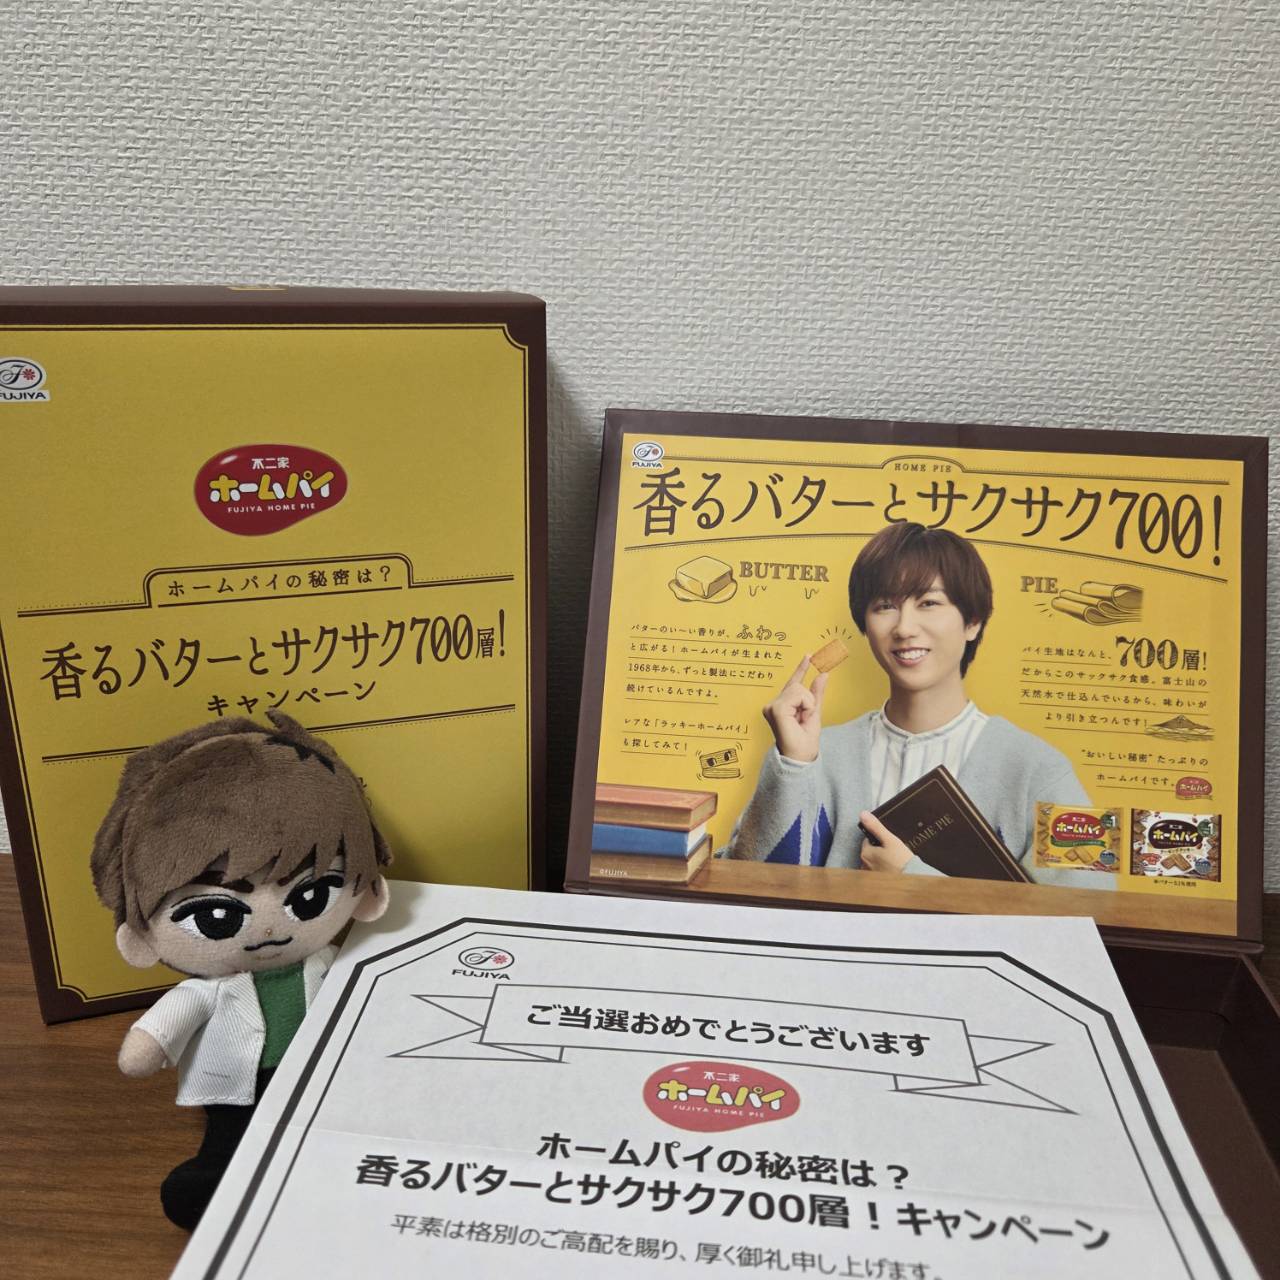 FUJIYA
不二家
ホームパイ
FUJIYA HOME PIE
ホームパイの秘密は？
香るバターとサクサク700層！
キャンペーン
FUJIYA
HOME PIE
香るバターとサクサク700！
BUTTER
バターのい〜い香りが、ふわっ
と広がる！ホームパイが生まれた
1968年から、ずっと製法にこだわり
続けているんですよ。
レアな「ラッキーホームパイ」
も探してみて！
PIE
パイ生地はなんと、700層！
だからこのサックサク食感。富士山の
天然水で仕込んでいるから、味わいが
より引き立つんです！
"おいしい秘密"たっぷりの
ホームパイです。
HOME PIE
ホームパイ
ホームパイ
©FUJIYA
FUJIYA
ご当選おめでとうございます
不二家
ホームパイ
FUJIYA HOME PIE
ホームパイの秘密は？
香るバターとサクサク700層！キャンペーン
平素は格別のご高配を賜り、厚く御礼申し上げます。